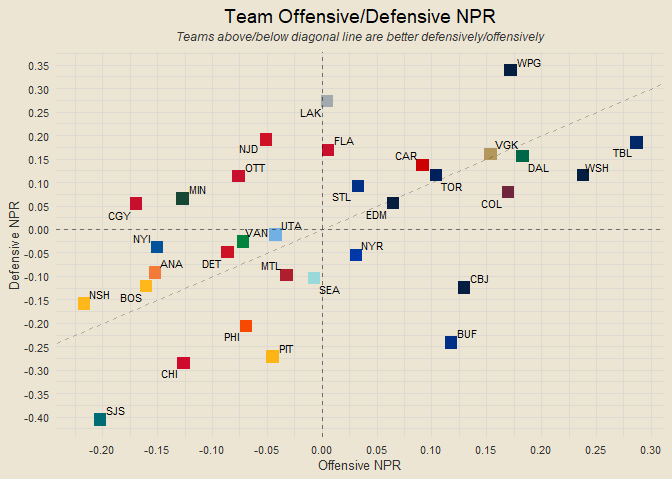 Team Offensive/Defensive NPR
Teams above/below diagonal line are better defensively/offensively
0.35
0.30
0.25
0.20
0.15
0.10
0.05
0.00
-0.05
-0.10
-0.15
-0.20
-0.25
-0.30
-0.35
-0.40
Defensive NPR
WPG
LAK
NJD
FLA
VGK
TBL
CAR
DAL
WSH
OTT
TOR
MIN
STL
COL
CGY
EDM
NYI
VAN
UTA
NYR
ANA
DET
MTL
SEA
CBJ
NSH
BOS
PHI
PIT
BUF
CHI
SJS
-0.20
-0.15
-0.10
-0.05
0.00
0.05
0.10
0.15
0.20
0.25
0.30
Offensive NPR